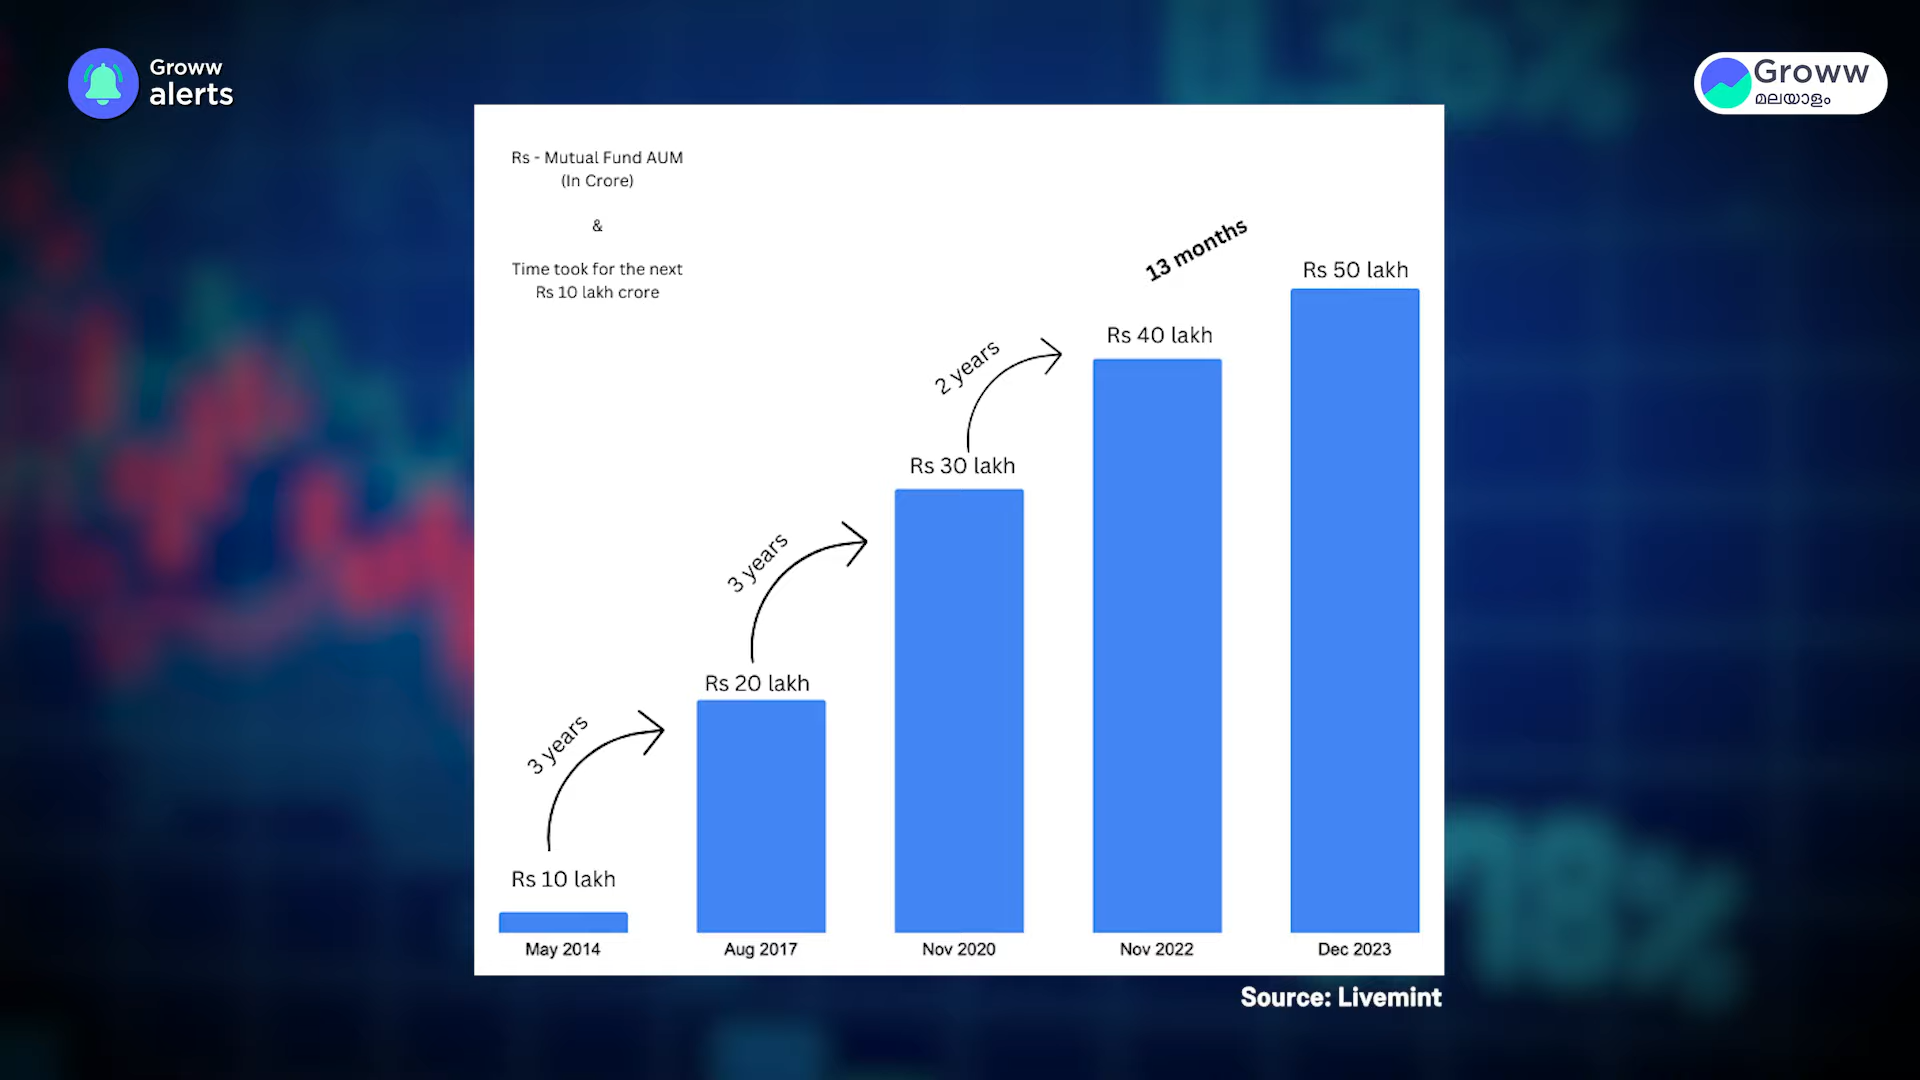 Groww
alerts
Groww
മലയാളം
Rs - Mutual Fund AUM
(In Crore)
&
Time took for the next
Rs 10 lakh crore
13 months
Rs 50 lakh
Rs 40 lakh
2 years
Rs 30 lakh
3 years
Rs 20 lakh
3 years
Rs 10 lakh
May 2014
Aug 2017
Nov 2020
Nov 2022
Dec 2023
Source: Livemint